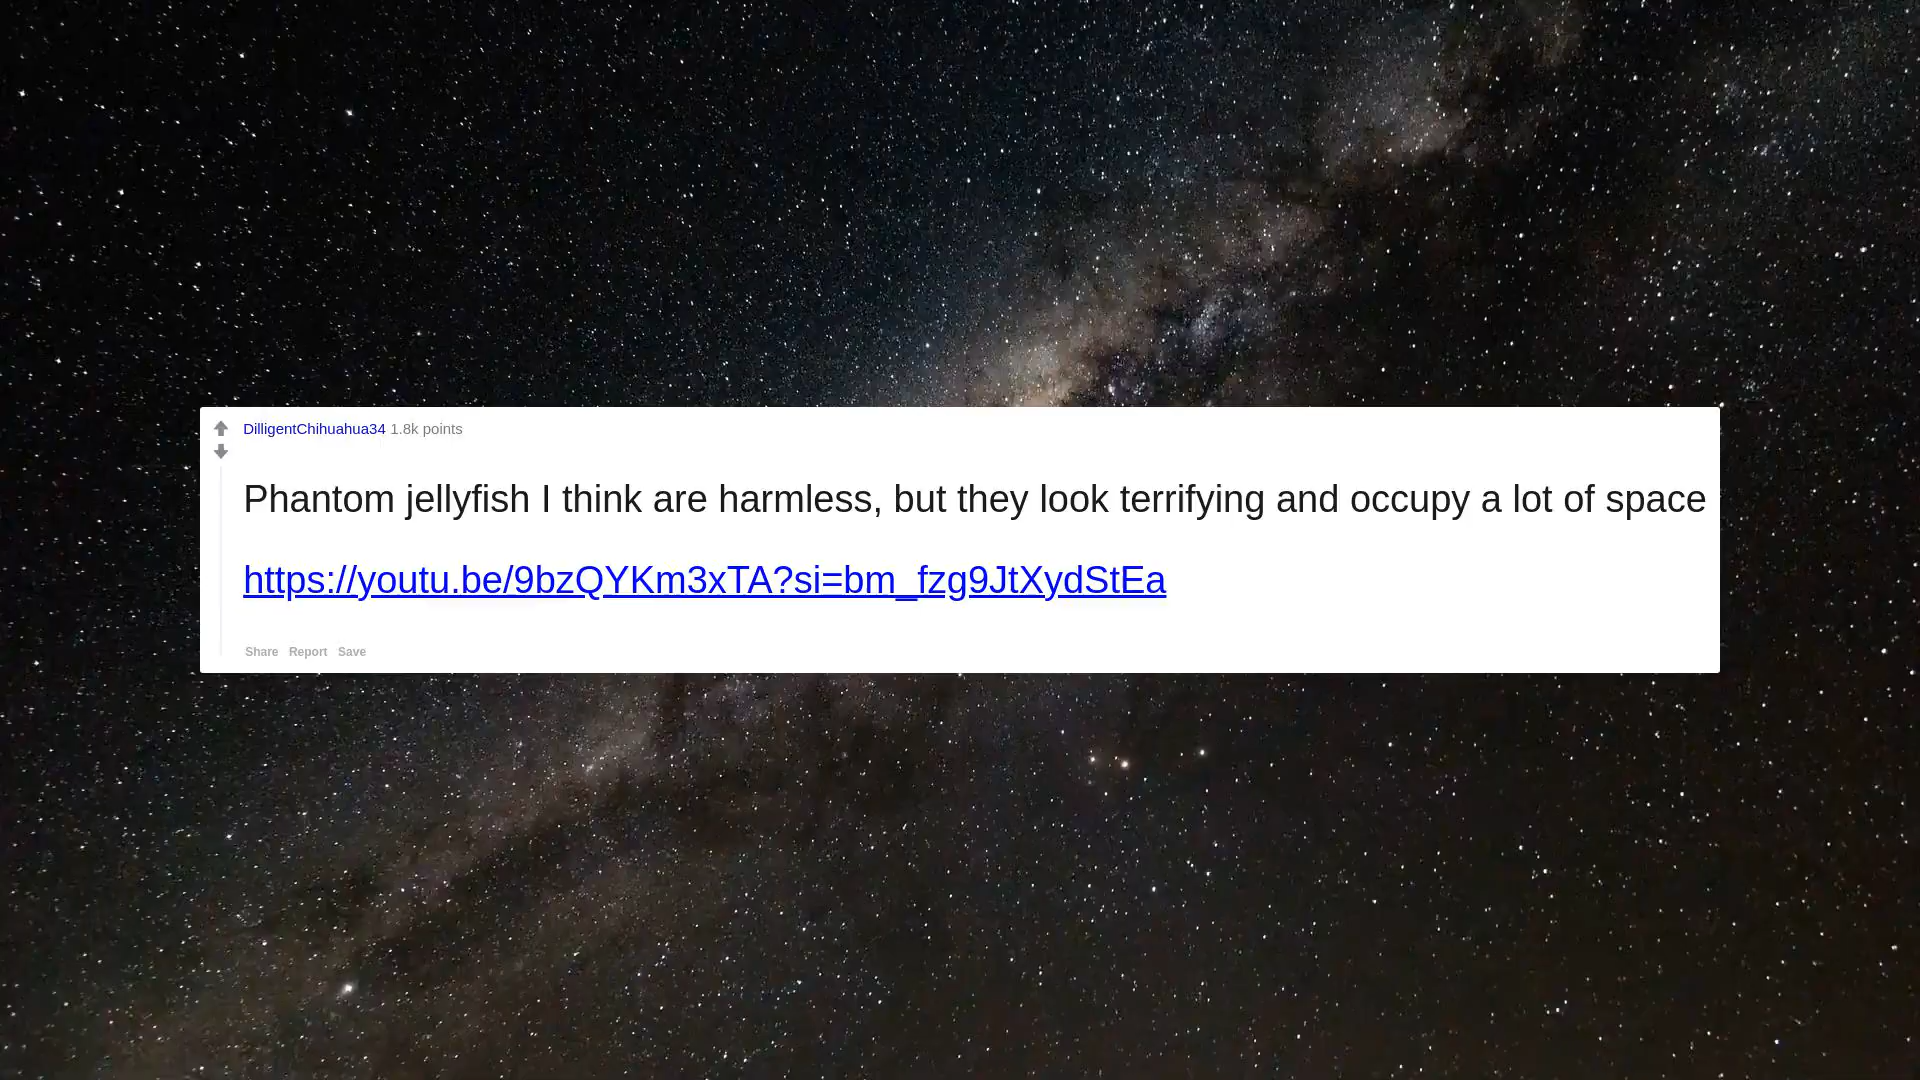 DilligentChihuahua34 1.8k points
Phantom jellyfish I think are harmless, but they look terrifying and occupy a lot of space
https://youtu.be/9bzQYKm3xTA?si=bm_fzg9JtXydStEa
Share Report Save